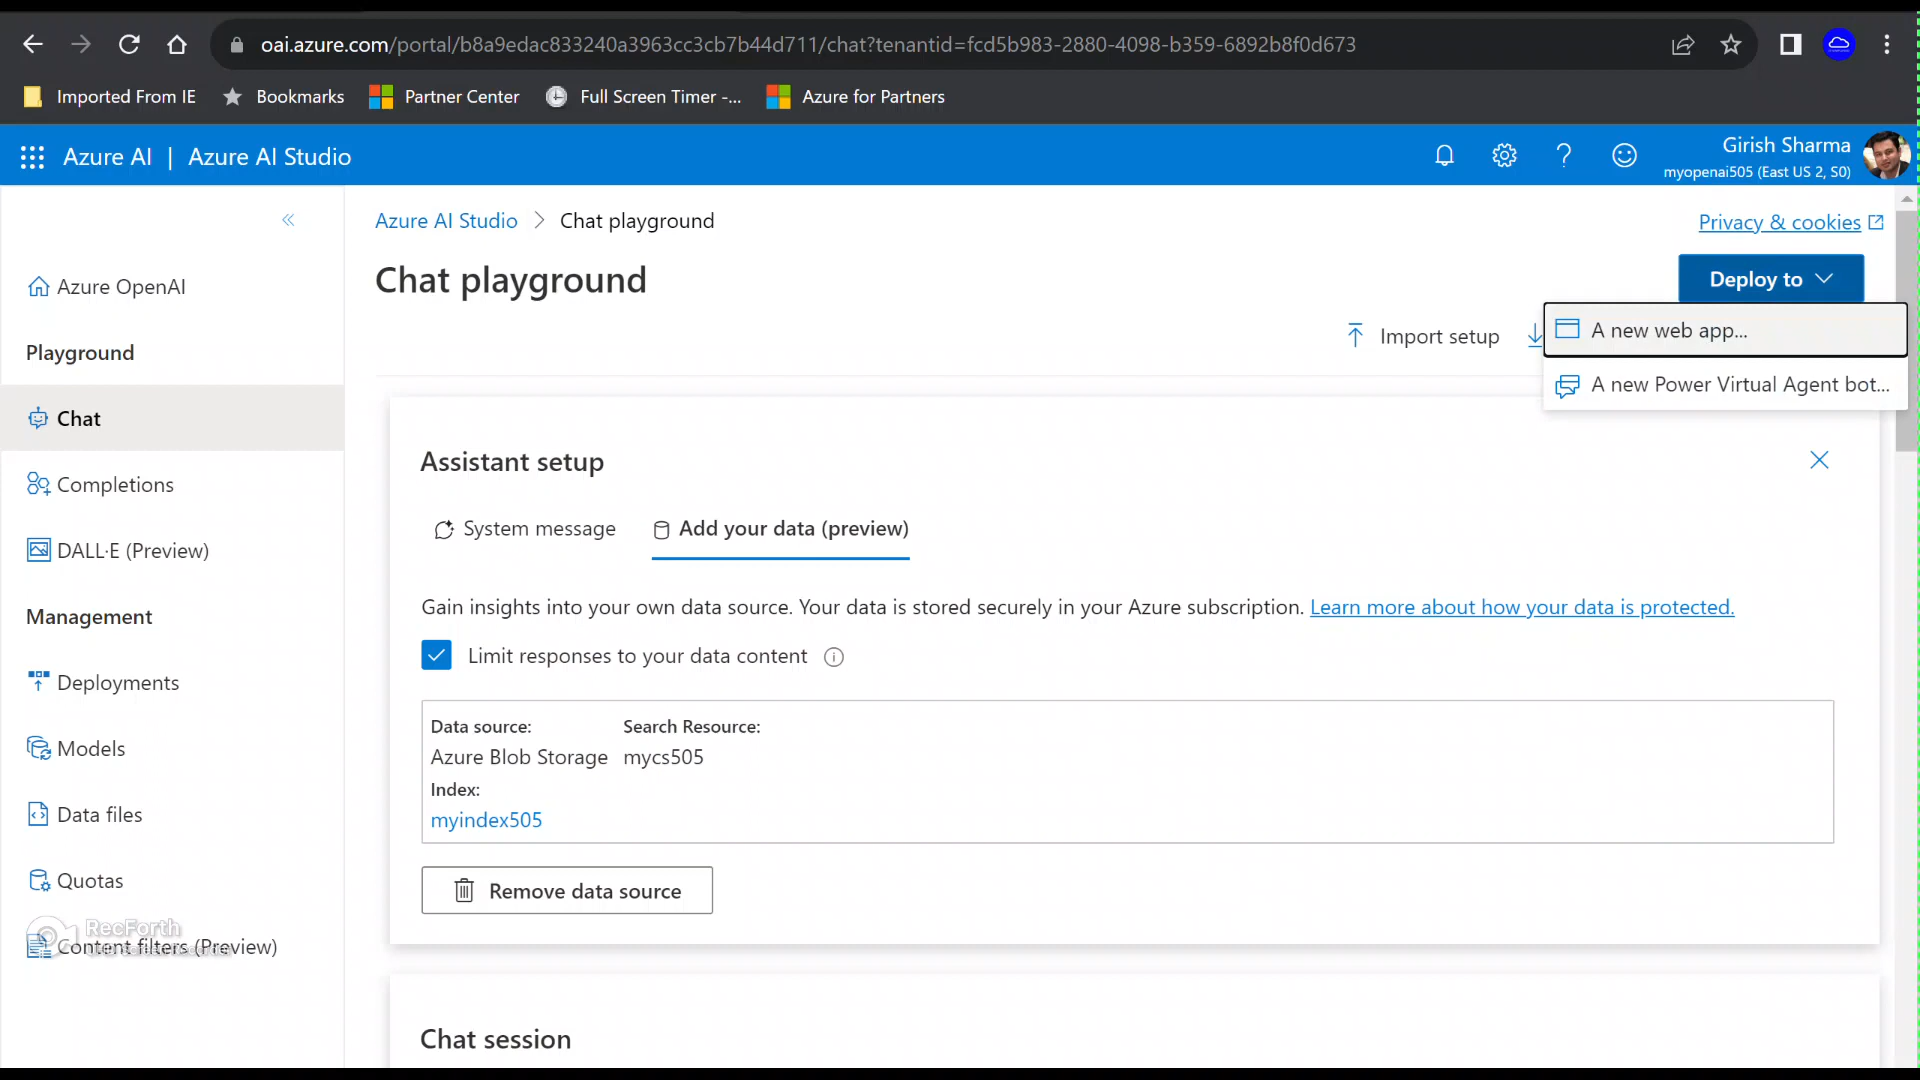 oai.azure.com/portal/b8a9edac833240a3963cc3cb7b44d711/chat?tenantid=fcd5b983-2880-4098-b359-6892b8f0d673
Imported From IE
Bookmarks
Partner Center
Full Screen Timer -...
Azure for Partners
Azure AI | Azure AI Studio
Girish Sharma
myopenai505 (East US 2, S0)
Azure AI Studio > Chat playground
Privacy & cookies
Chat playground
Deploy to
Import setup
A new web app...
A new Power Virtual Agent bot...
Azure OpenAI
Playground
Chat
Completions
DALL·E (Preview)
Management
Deployments
Models
Data files
Quotas
RecForth
Content filters (Preview)
Assistant setup
System message
Add your data (preview)
Gain insights into your own data source. Your data is stored securely in your Azure subscription. Learn more about how your data is protected.
Limit responses to your data content
Data source:
Search Resource:
Azure Blob Storage
mycs505
Index:
myindex505
Remove data source
Chat session